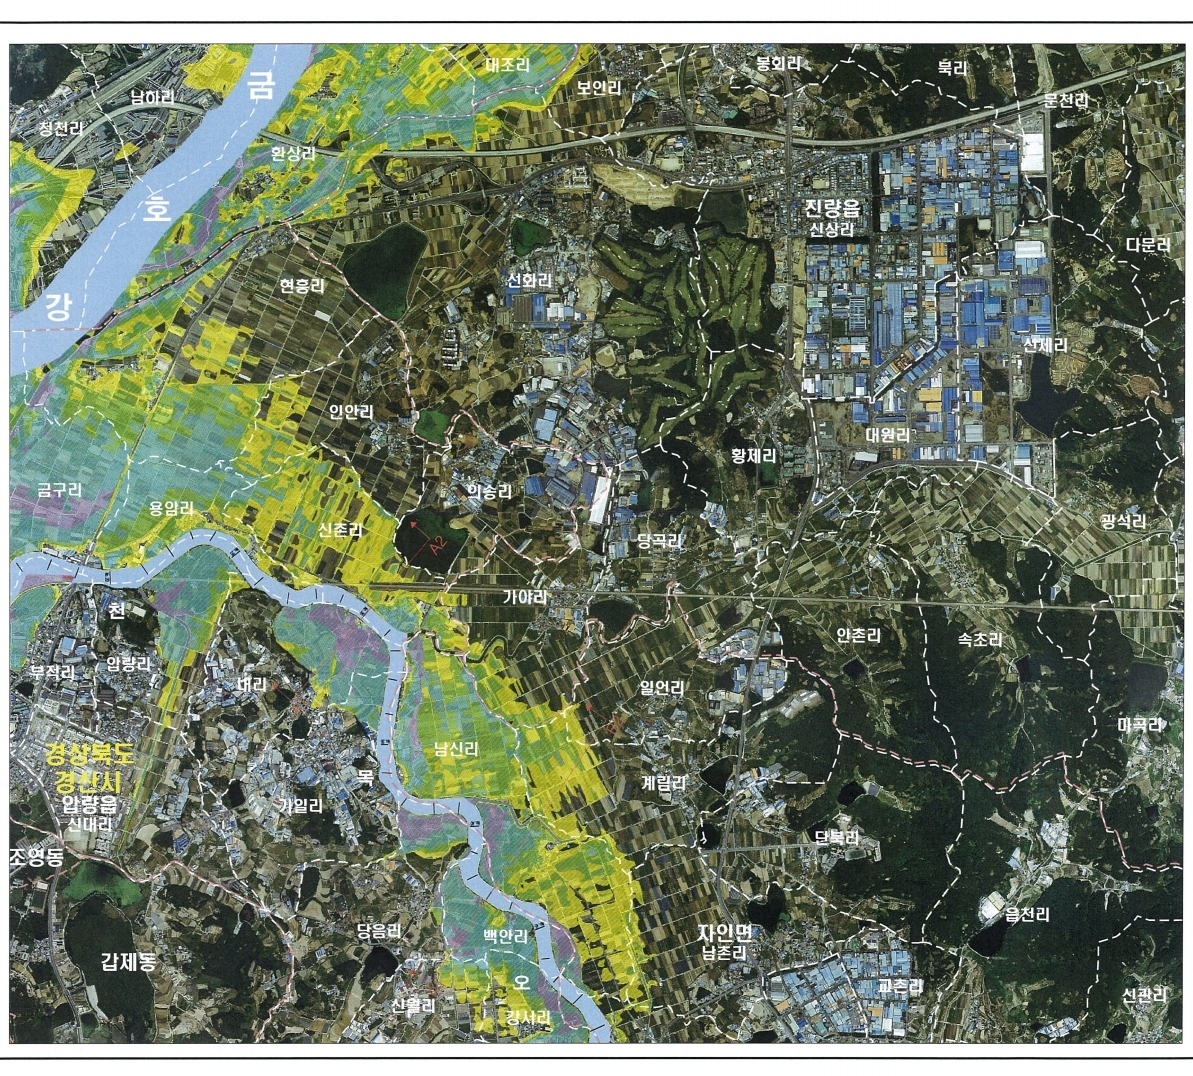 대조리
봉회리
북리
보인리
금
남하리
문천리
청천리
환상리
호
진량읍
신상리
다문리
현흥리
선화리
강
선제리
인안리
대원리
황제리
금구리
의송리
용암리
광석리
신촌리
당곡리
A2
가야리
천
안촌리
속초리
부적리
압량리
대리
일언리
마곡리
남신리
경상북도
경산시
압량읍
신대리
목
계림리
가일리
단북리
조영동
읍천리
당음리
백안리
자인면
남촌리
갑제동
오
교촌리
신월리
강서리
선관리